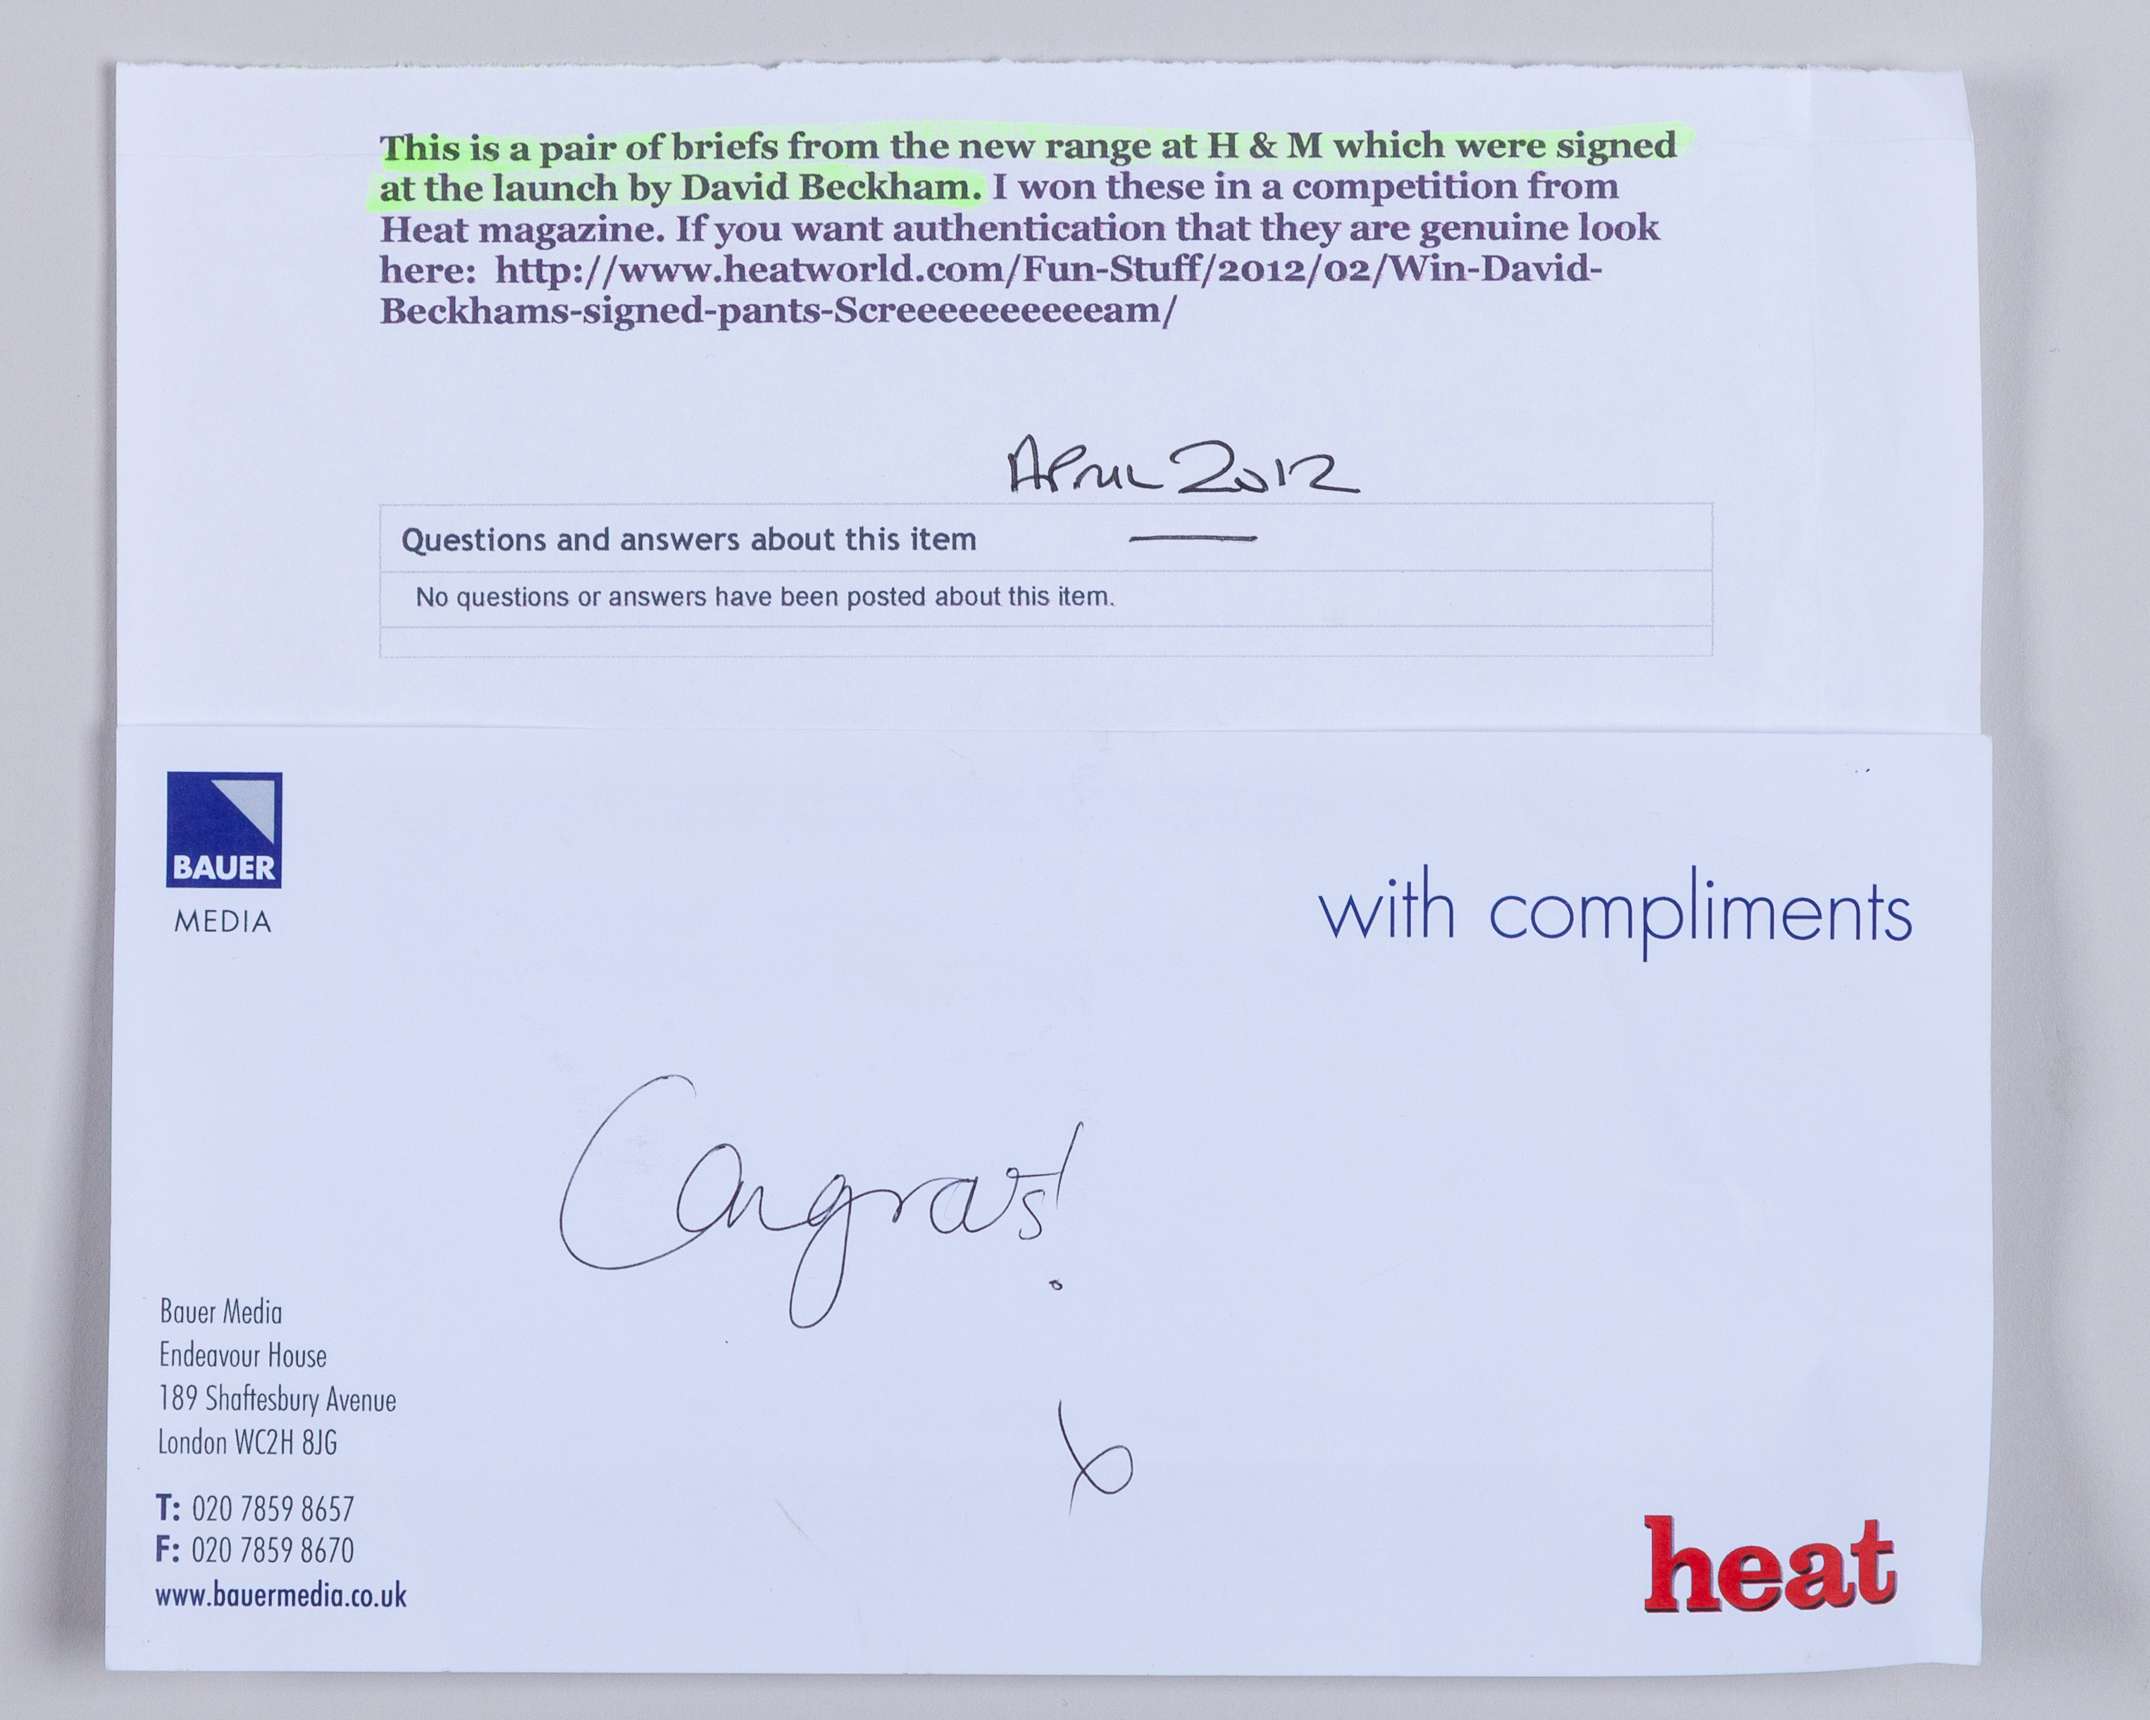 This is a pair of briefs from the new range at H & M which were signed
at the launch by David Beckham. I won these in a competition from
Heat magazine. If you want authentication that they are genuine look
here: http://www.heatworld.com/Fun-Stuff/2012/02/Win-David-
Beckhams-signed-pants-Screeeeeeeeeeeam/
APRIL 2012
Questions and answers about this item
No questions or answers have been posted about this item.
BAUER
MEDIA
with compliments
Congrats!
x
Bauer Media
Endeavour House
189 Shaftesbury Avenue
London WC2H 8JG
T: 020 7859 8657
F: 020 7859 8670
www.bauermedia.co.uk
heat